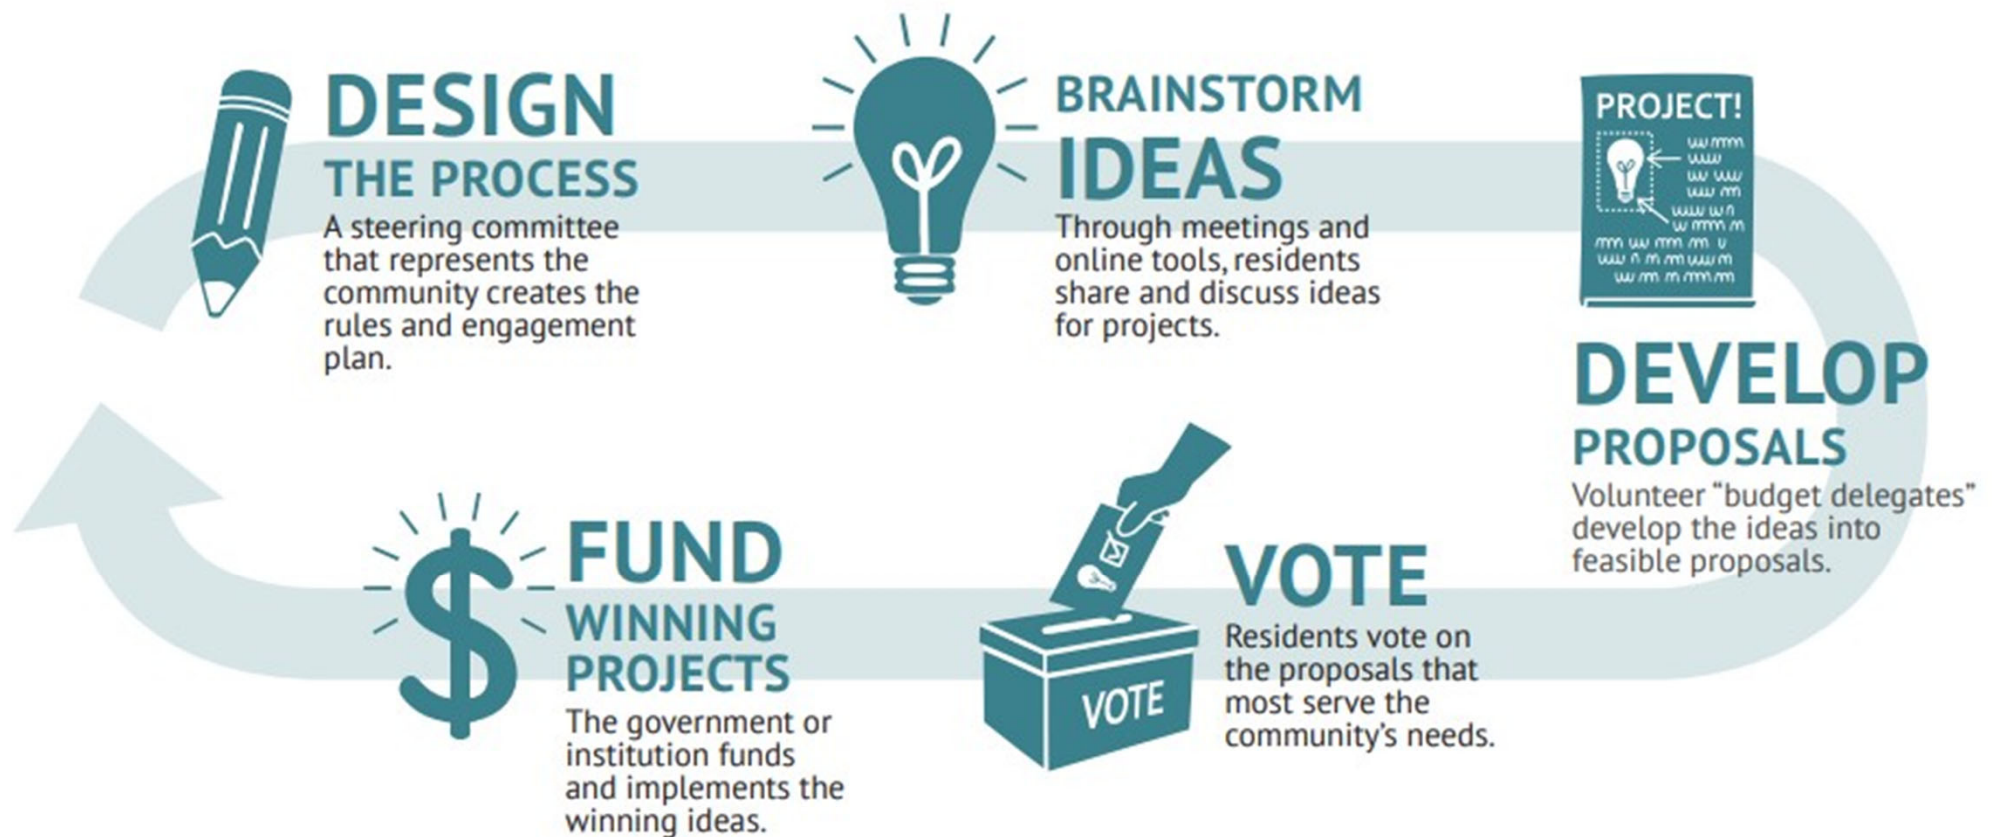 DESIGN
THE PROCESS
A steering committee
that represents the
community creates the
rules and engagement
plan.
BRAINSTORM
IDEAS
Through meetings and
online tools, residents
share and discuss ideas
for projects.
PROJECT!
DEVELOP
PROPOSALS
Volunteer “budget delegates”
develop the ideas into
feasible proposals.
VOTE
VOTE
Residents vote on
the proposals that
most serve the
community’s needs.
FUND
WINNING
PROJECTS
The government or
institution funds
and implements the
winning ideas.